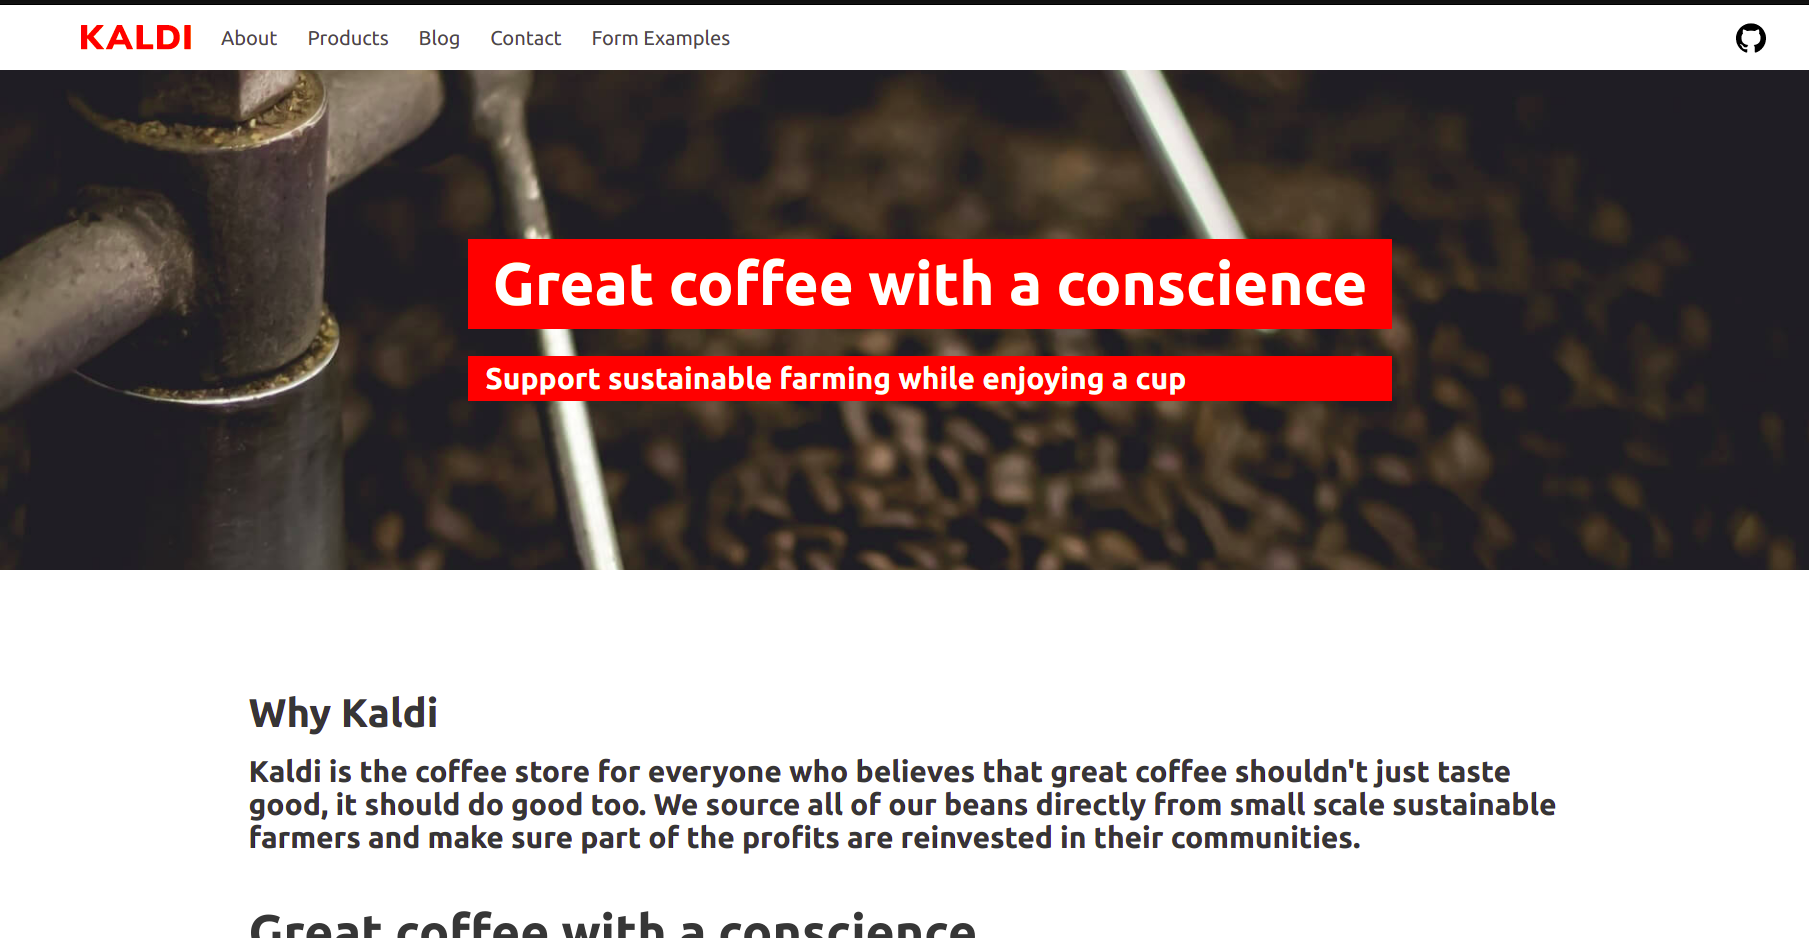 KALDI About Products Blog Contact Form Examples
Great coffee with a conscience
Support sustainable farming while enjoying a cup
Why Kaldi
Kaldi is the coffee store for everyone who believes that great coffee shouldn't just taste
good, it should do good too. We source all of our beans directly from small scale sustainable
farmers and make sure part of the profits are reinvested in their communities.
Great coffee with a conscience